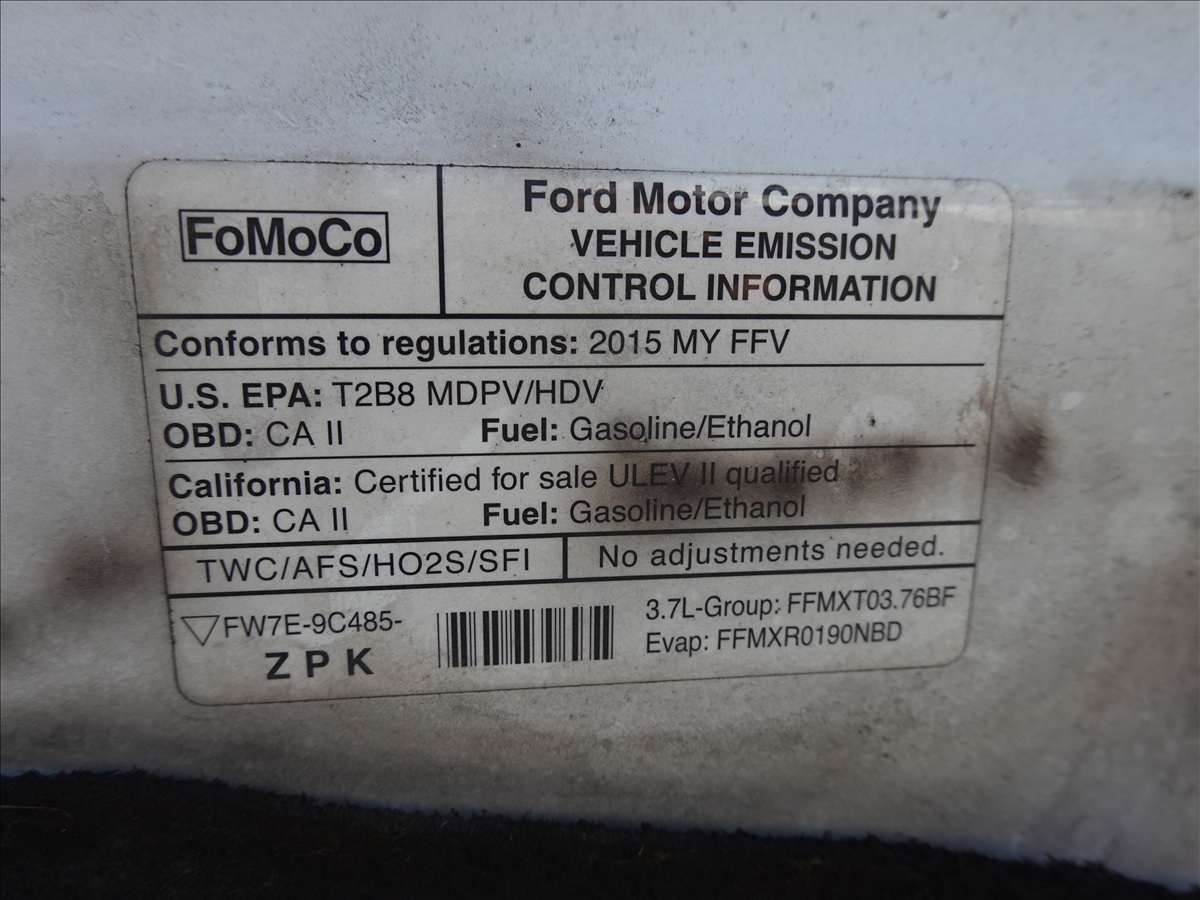 FoMoCo
Ford Motor Company
VEHICLE EMISSION
CONTROL INFORMATION
Conforms to regulations: 2015 MY FFV
U.S. EPA: T2B8 MDPV/HDV
OBD: CA II Fuel: Gasoline/Ethanol
California: Certified for sale ULEV II qualified
OBD: CA II Fuel: Gasoline/Ethanol
TWC/AFS/HO2S/SFI No adjustments needed.
FW7E-9C485-
Z P K
3.7L-Group: FFMXT03.76BF
Evap: FFMXR0190NBD